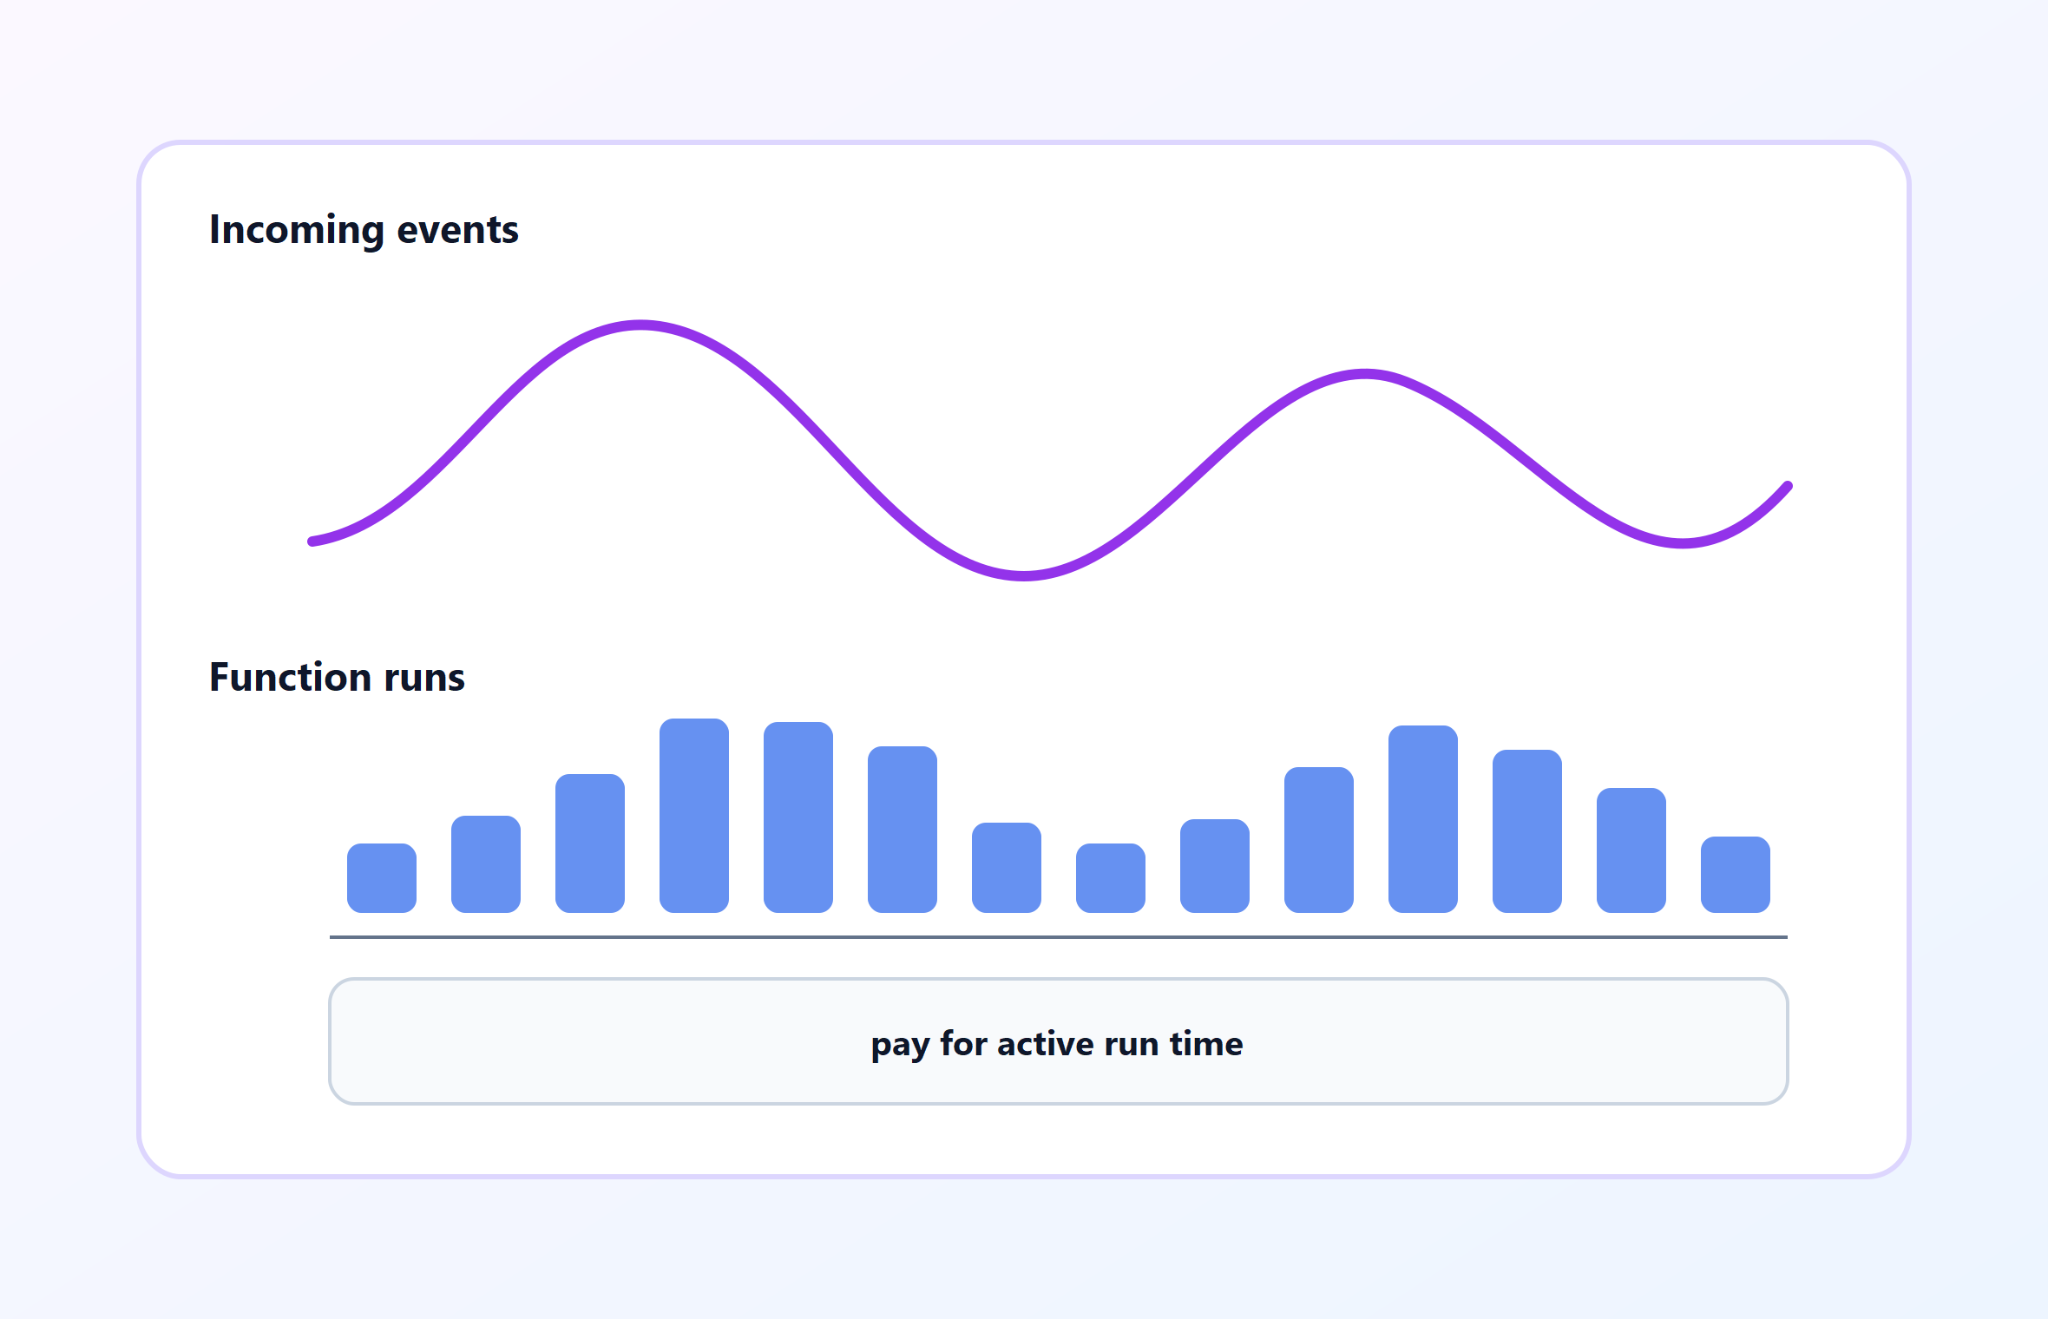 Incoming events
Function runs
pay for active run time